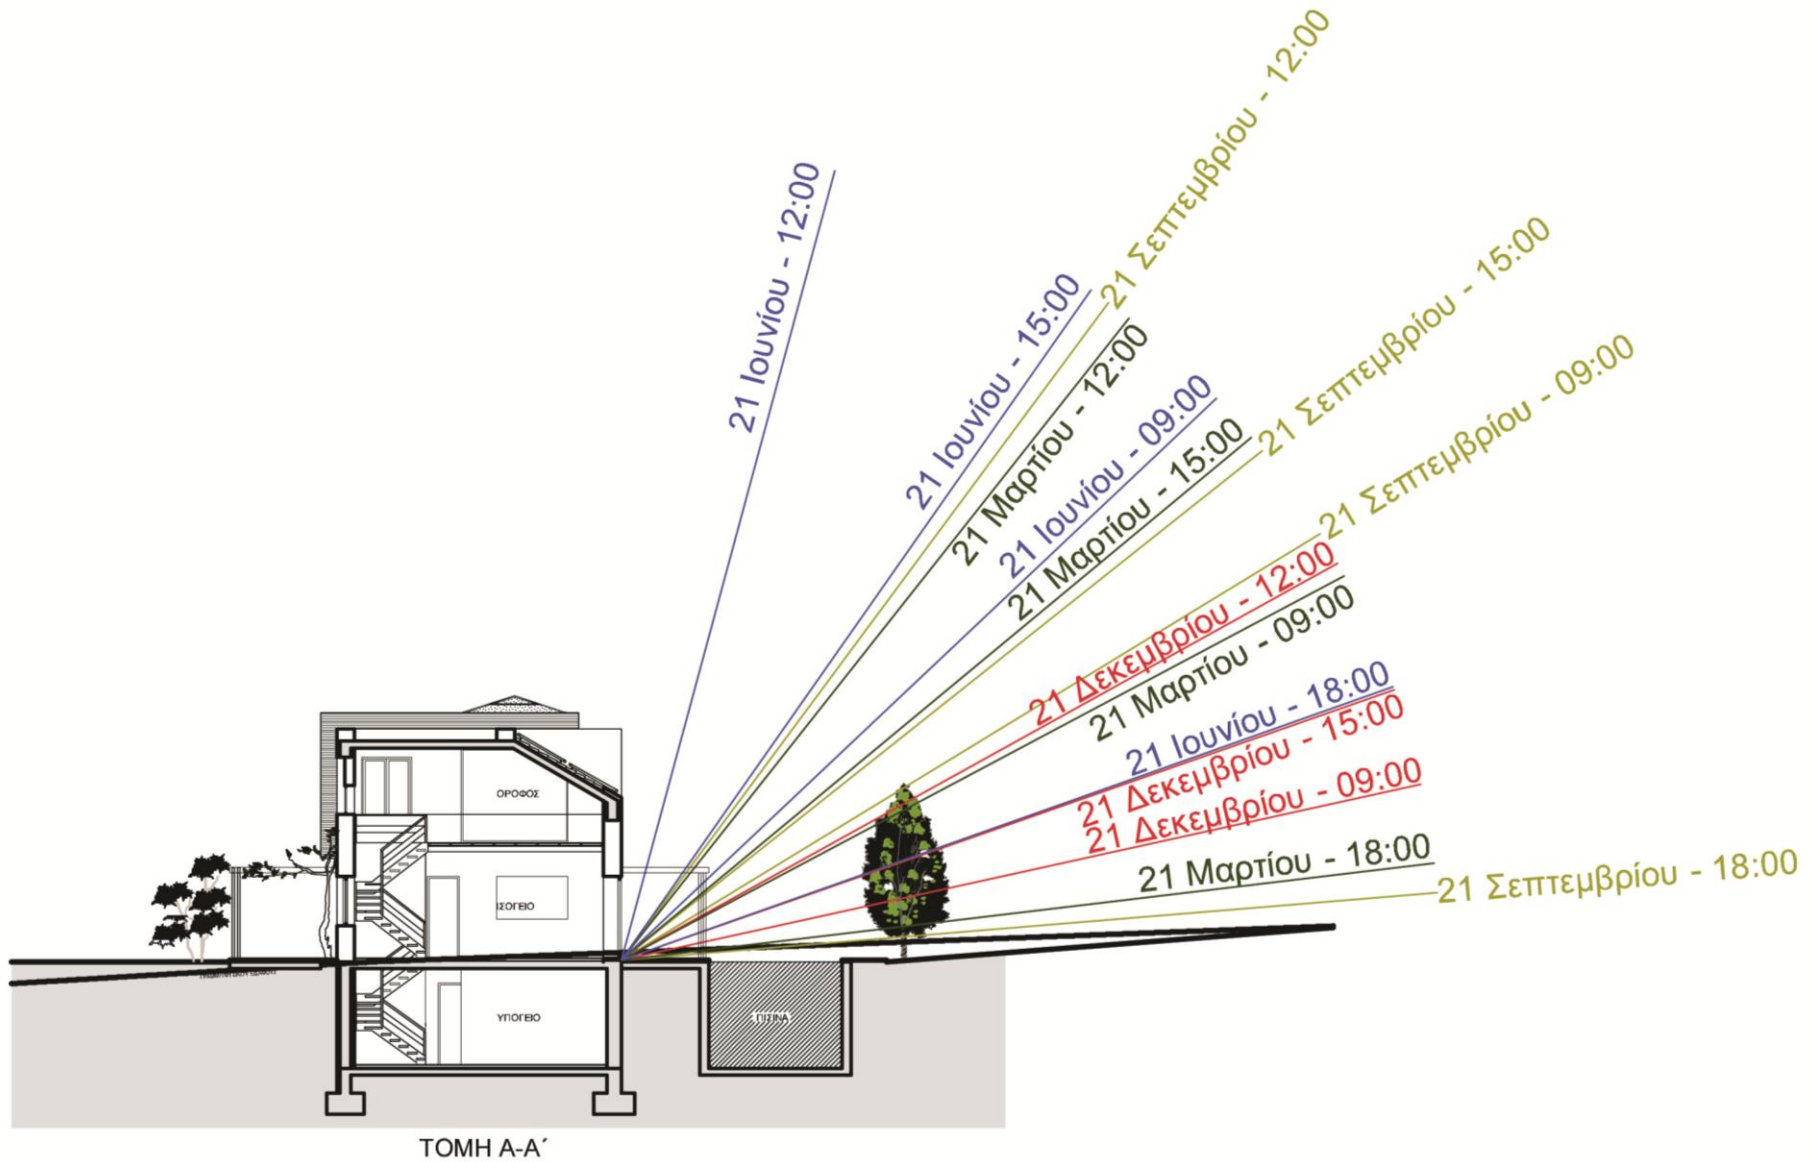 21 Ιουνίου - 12:00
21 Ιουνίου - 15:00
21 Σεπτεμβρίου - 12:00
21 Μαρτίου - 12:00
21 Ιουνίου - 09:00
21 Μαρτίου - 15:00
21 Σεπτεμβρίου - 15:00
21 Σεπτεμβρίου - 09:00
21 Δεκεμβρίου - 12:00
21 Μαρτίου - 09:00
21 Ιουνίου - 18:00
21 Δεκεμβρίου - 15:00
21 Δεκεμβρίου - 09:00
21 Μαρτίου - 18:00
21 Σεπτεμβρίου - 18:00
ΟΡΟΦΟΣ
ΙΣΟΓΕΙΟ
ΥΠΟΓΕΙΟ
ΠΙΣΙΝΑ
ΤΟΜΗ Α-Α΄